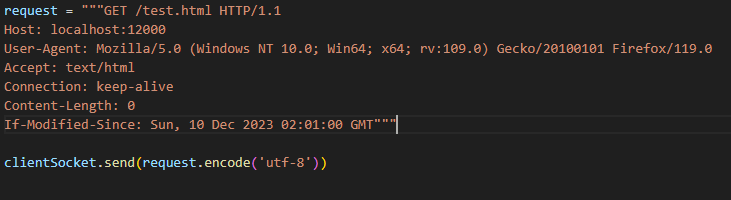 request = """GET /test.html HTTP/1.1
Host: localhost:12000
User-Agent: Mozilla/5.0 (Windows NT 10.0; Win64; x64; rv:109.0) Gecko/20100101 Firefox/119.0
Accept: text/html
Connection: keep-alive
Content-Length: 0
If-Modified-Since: Sun, 10 Dec 2023 02:01:00 GMT"""
clientSocket.send(request.encode('utf-8'))